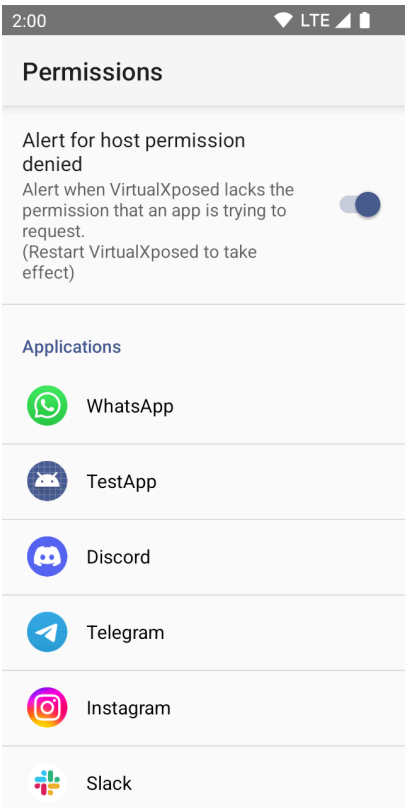 2:00 LTE
Permissions
Alert for host permission
denied
Alert when VirtualXposed lacks the
permission that an app is trying to
request.
(Restart VirtualXposed to take
effect)
Applications
WhatsApp
TestApp
Discord
Telegram
Instagram
Slack